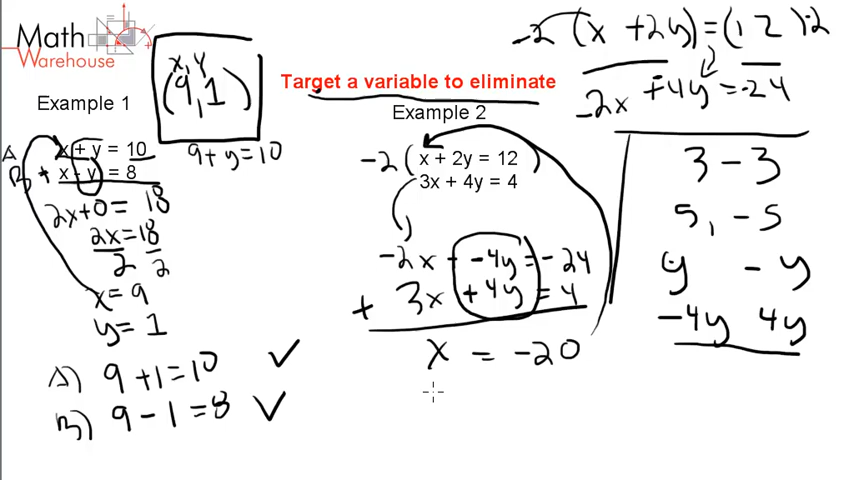 Math
Warehouse
Example 1
x, y
(9, 1)
9 + y = 10
A x + y = 10
B + x - y = 8
2x + 0 = 18
2x = 18
2 2
x = 9
y = 1
A) 9 + 1 = 10 ✓
B) 9 - 1 = 8 ✓
Target a variable to eliminate
Example 2
-2 ( x + 2y = 12 )
3x + 4y = 4
-2x - -4y = -24
+ 3x + 4y = 4
x = -20
-2 (x + 2y) = (12) · 2
-2x + -4y = -24
3 - 3
5, - 5
y - y
-4y 4y